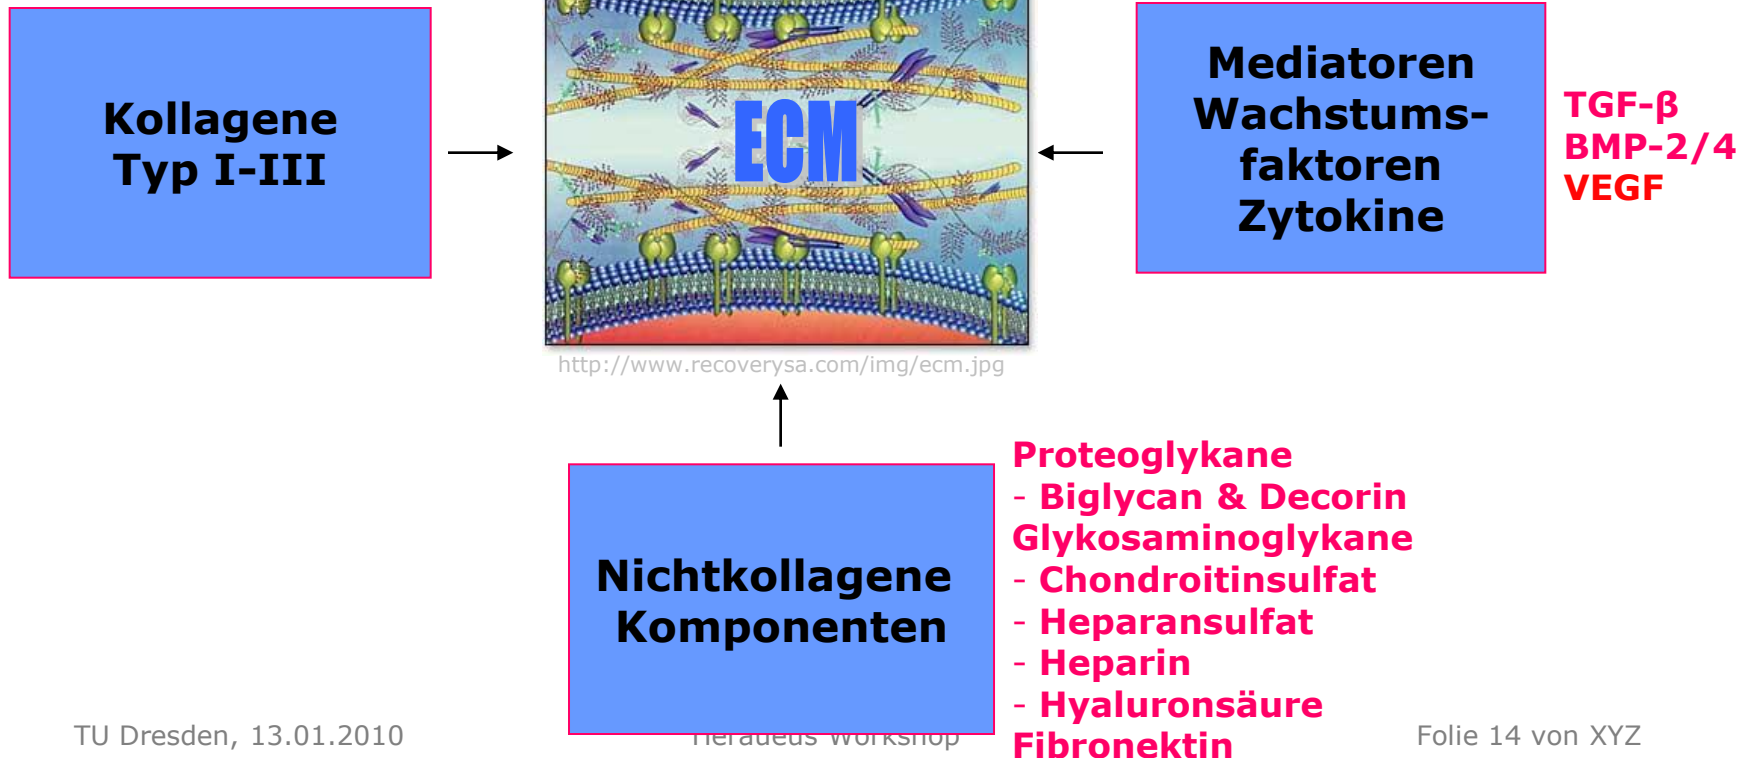 Kollagene
Typ I-III
ECM
Mediatoren
Wachstums-
faktoren
Zytokine
TGF-β
BMP-2/4
VEGF
http://www.recoverysa.com/img/ecm.jpg
Nichtkollagene
Komponenten
Proteoglykane
- Biglycan & Decorin
Glykosaminoglykane
- Chondroitinsulfat
- Heparansulfat
- Heparin
- Hyaluronsäure
Fibronektin
TU Dresden, 13.01.2010
Heraeus Workshop
Folie 14 von XYZ